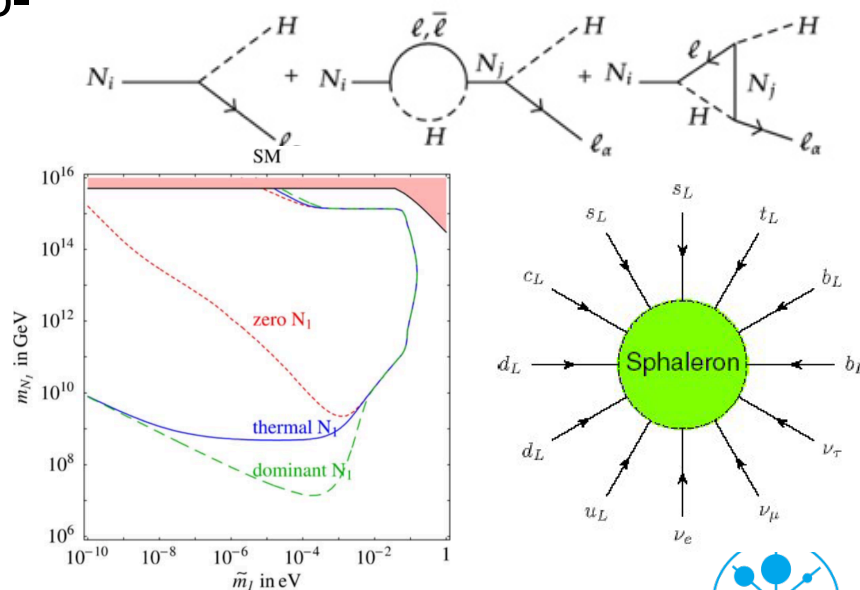 H
ℓ, ℓ̄
H
H
N_i
+
N_i
N_j
+
N_i
ℓ
N_j
H
H
ℓ_α
ℓ_α
SM
10^16
10^14
10^12
10^10
10^8
10^6
m_{N_1} in GeV
zero N_1
thermal N_1
dominant N_1
10^−10
10^−8
10^−6
10^−4
10^−2
1
m̃_1 in eV
s_L
s_L
t_L
c_L
b_L
d_L
Sphaleron
d_L
ν_τ
u_L
ν_μ
ν_e